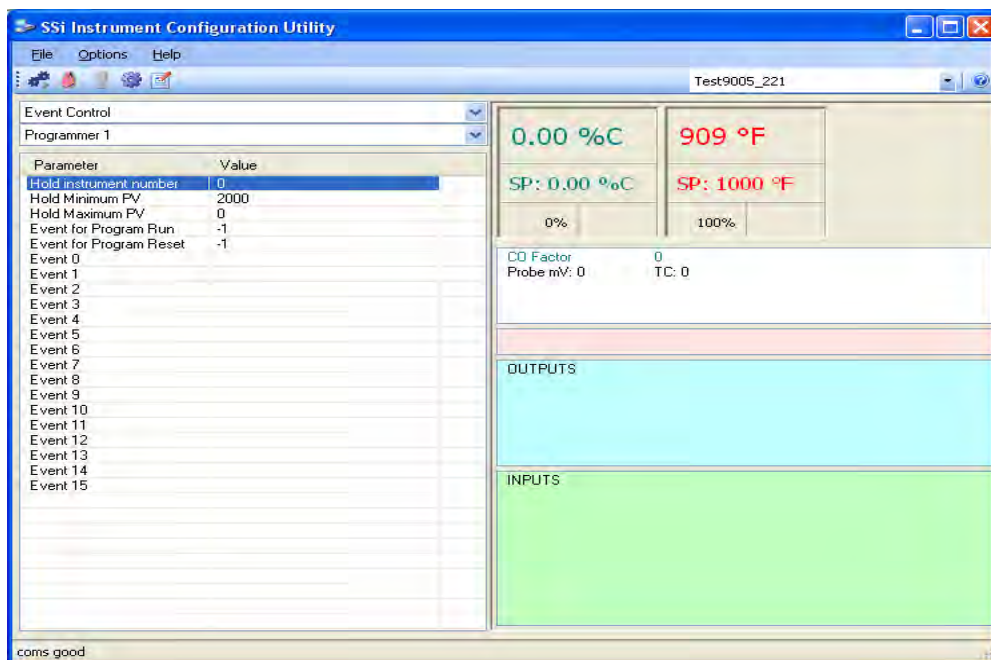 SSi Instrument Configuration Utility
File Options Help
Test9005_221
Event Control
Programmer 1
Parameter Value
Hold instrument number 0
Hold Minimum PV 2000
Hold Maximum PV 0
Event for Program Run -1
Event for Program Reset -1
Event 0
Event 1
Event 2
Event 3
Event 4
Event 5
Event 6
Event 7
Event 8
Event 9
Event 10
Event 11
Event 12
Event 13
Event 14
Event 15
0.00 %C
SP: 0.00 %C
0%
909 °F
SP: 1000 °F
100%
CO Factor 0
Probe mV: 0 TC: 0
OUTPUTS
INPUTS
coms good